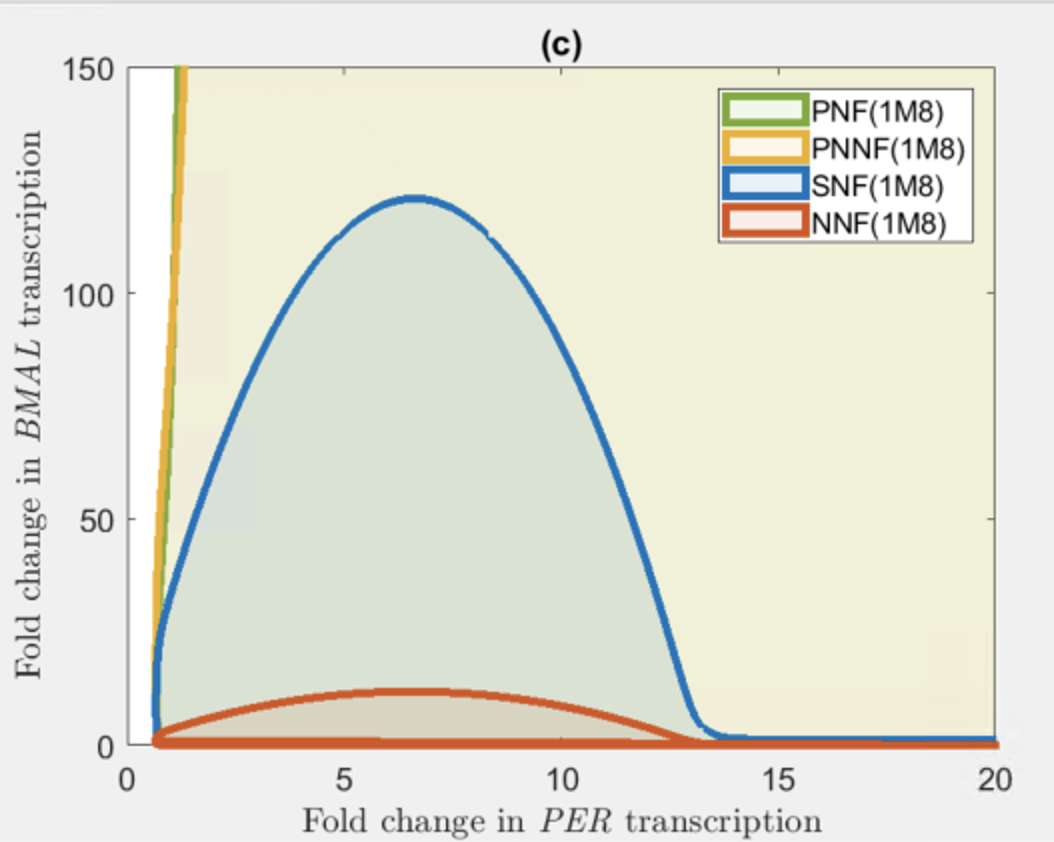 (c)
150
100
50
0
0 5 10 15 20
Fold change in BMAL transcription
Fold change in PER transcription
PNF(1M8)
PNNF(1M8)
SNF(1M8)
NNF(1M8)